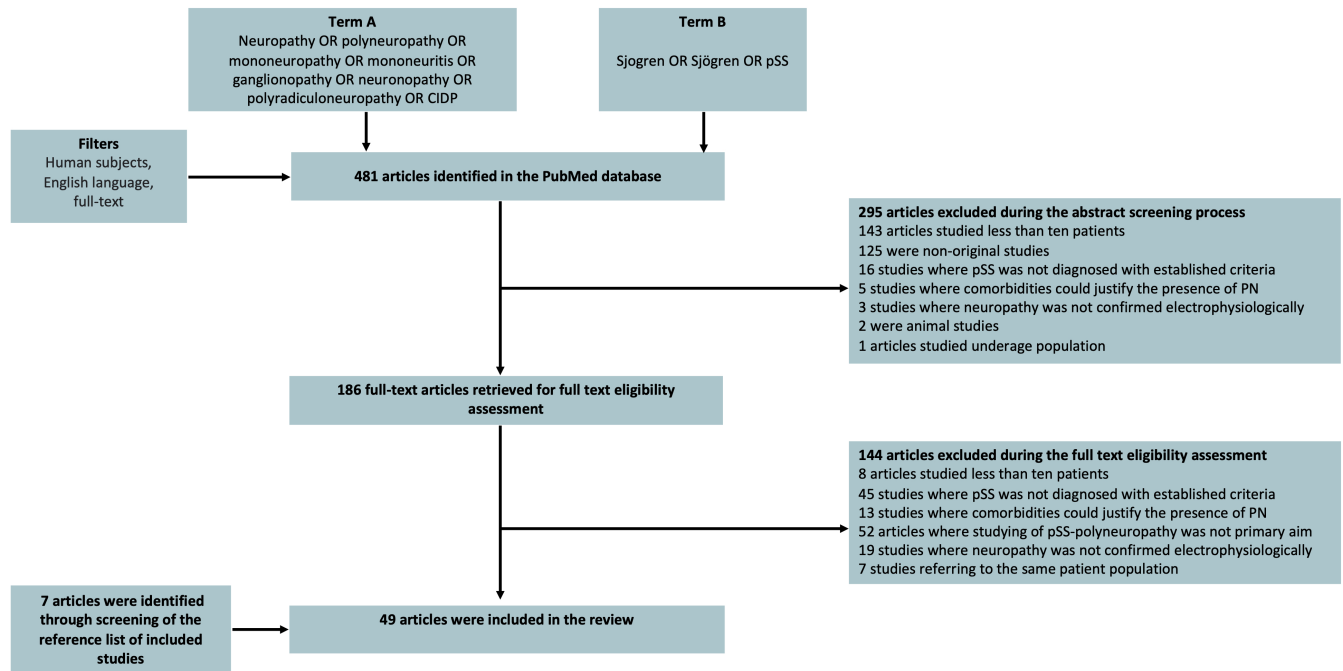 Term A
Neuropathy OR polyneuropathy OR
mononeuropathy OR mononeuritis OR
ganglionopathy OR neuronopathy OR
polyradiculoneuropathy OR CIDP
Term B
Sjogren OR Sjögren OR pSS
Filters
Human subjects,
English language,
full-text
481 articles identified in the PubMed database
295 articles excluded during the abstract screening process
143 articles studied less than ten patients
125 were non-original studies
16 studies where pSS was not diagnosed with established criteria
5 studies where comorbidities could justify the presence of PN
3 studies where neuropathy was not confirmed electrophysiologically
2 were animal studies
1 articles studied underage population
186 full-text articles retrieved for full text eligibility
assessment
144 articles excluded during the full text eligibility assessment
8 articles studied less than ten patients
45 studies where pSS was not diagnosed with established criteria
13 studies where comorbidities could justify the presence of PN
52 articles where studying of pSS-polyneuropathy was not primary aim
19 studies where neuropathy was not confirmed electrophysiologically
7 studies referring to the same patient population
7 articles were identified
through screening of the
reference list of included
studies
49 articles were included in the review